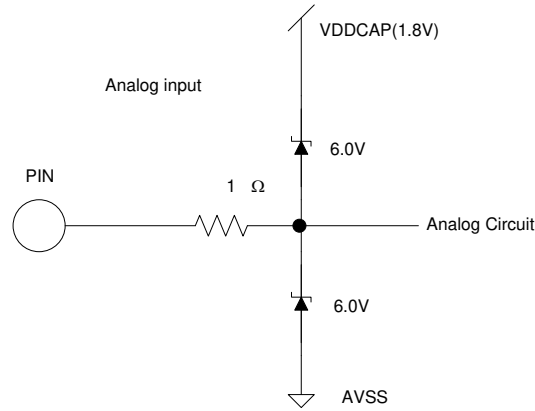 VDDCAP(1.8V)
Analog input
6.0V
PIN
1 Ω
Analog Circuit
6.0V
AVSS